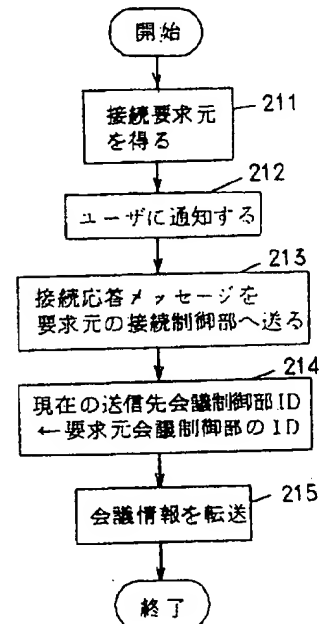 開始
211
接続要求元
を得る
212
ユーザに通知する
213
接続応答メッセージを
要求元の接続制御部へ送る
214
現在の送信先会議制御部ID
←要求元会議制御部のID
215
会議情報を転送
終了